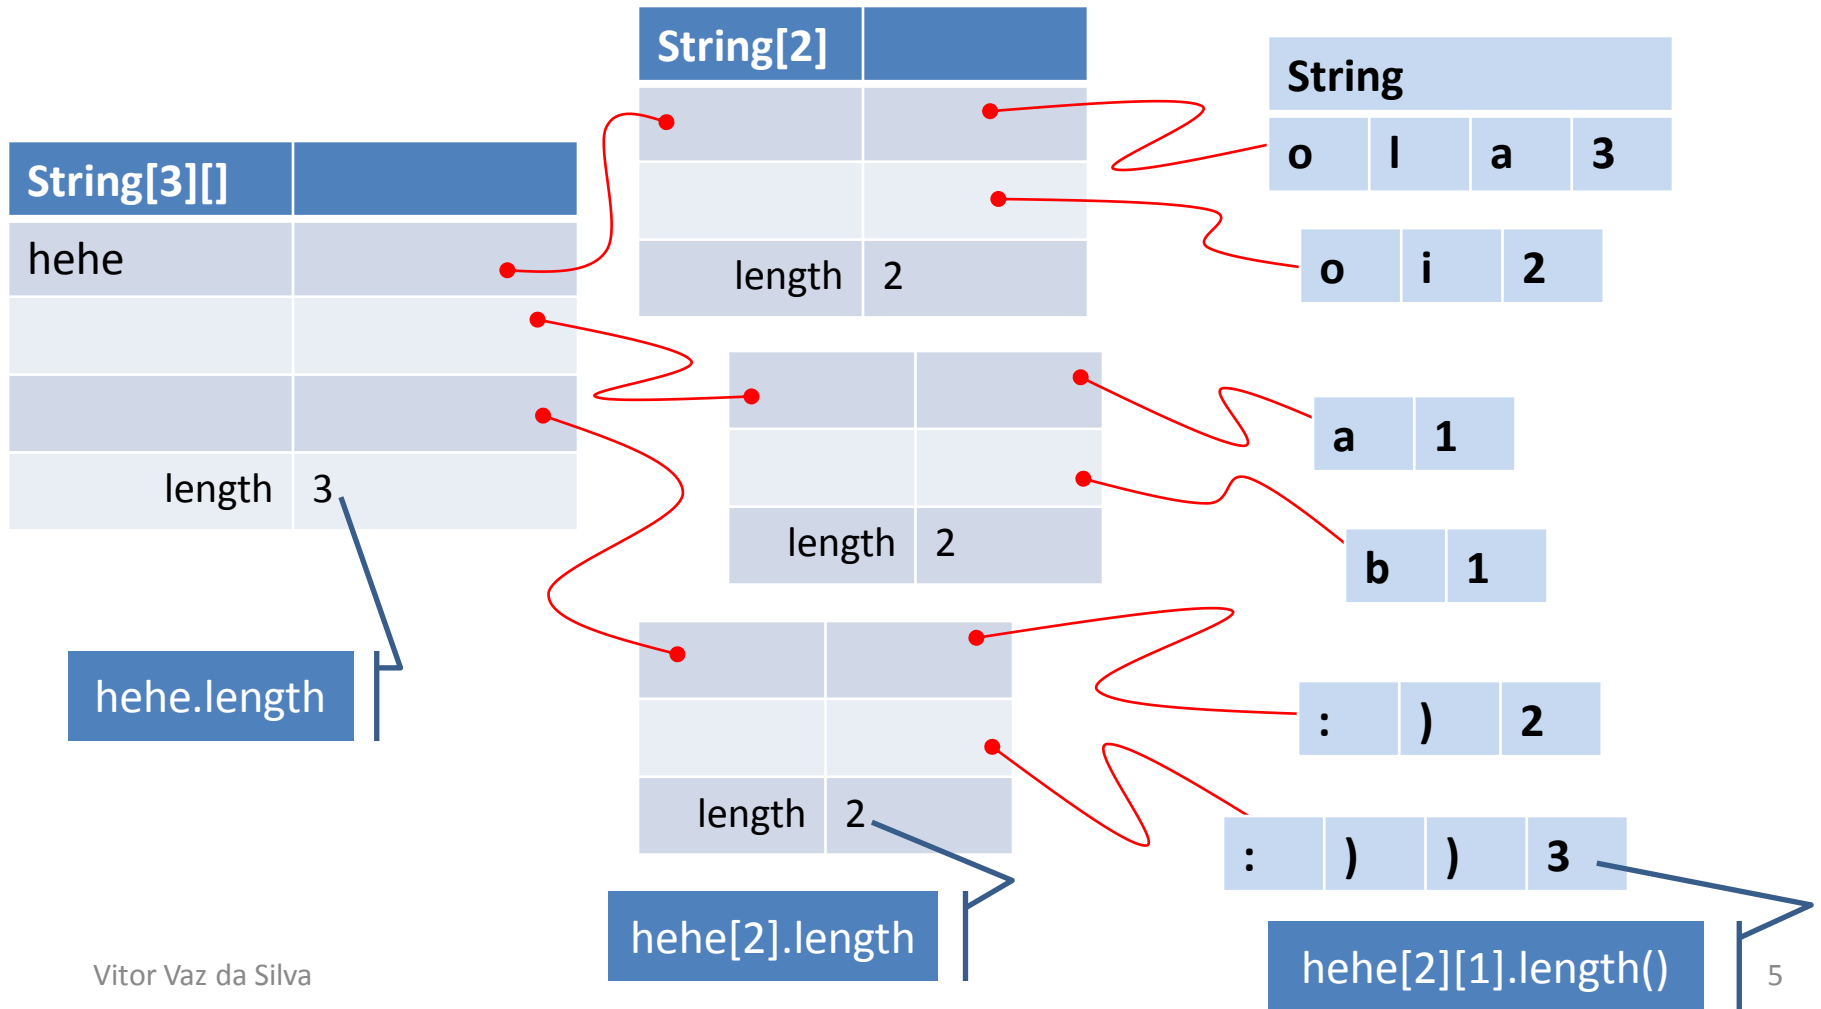 String[3][]
hehe
length 3
hehe.length
String[2]
length 2
length 2
length 2
hehe[2].length
String
o l a 3
o i 2
a 1
b 1
: ) 2
: ) ) 3
hehe[2][1].length()
Vitor Vaz da Silva
5